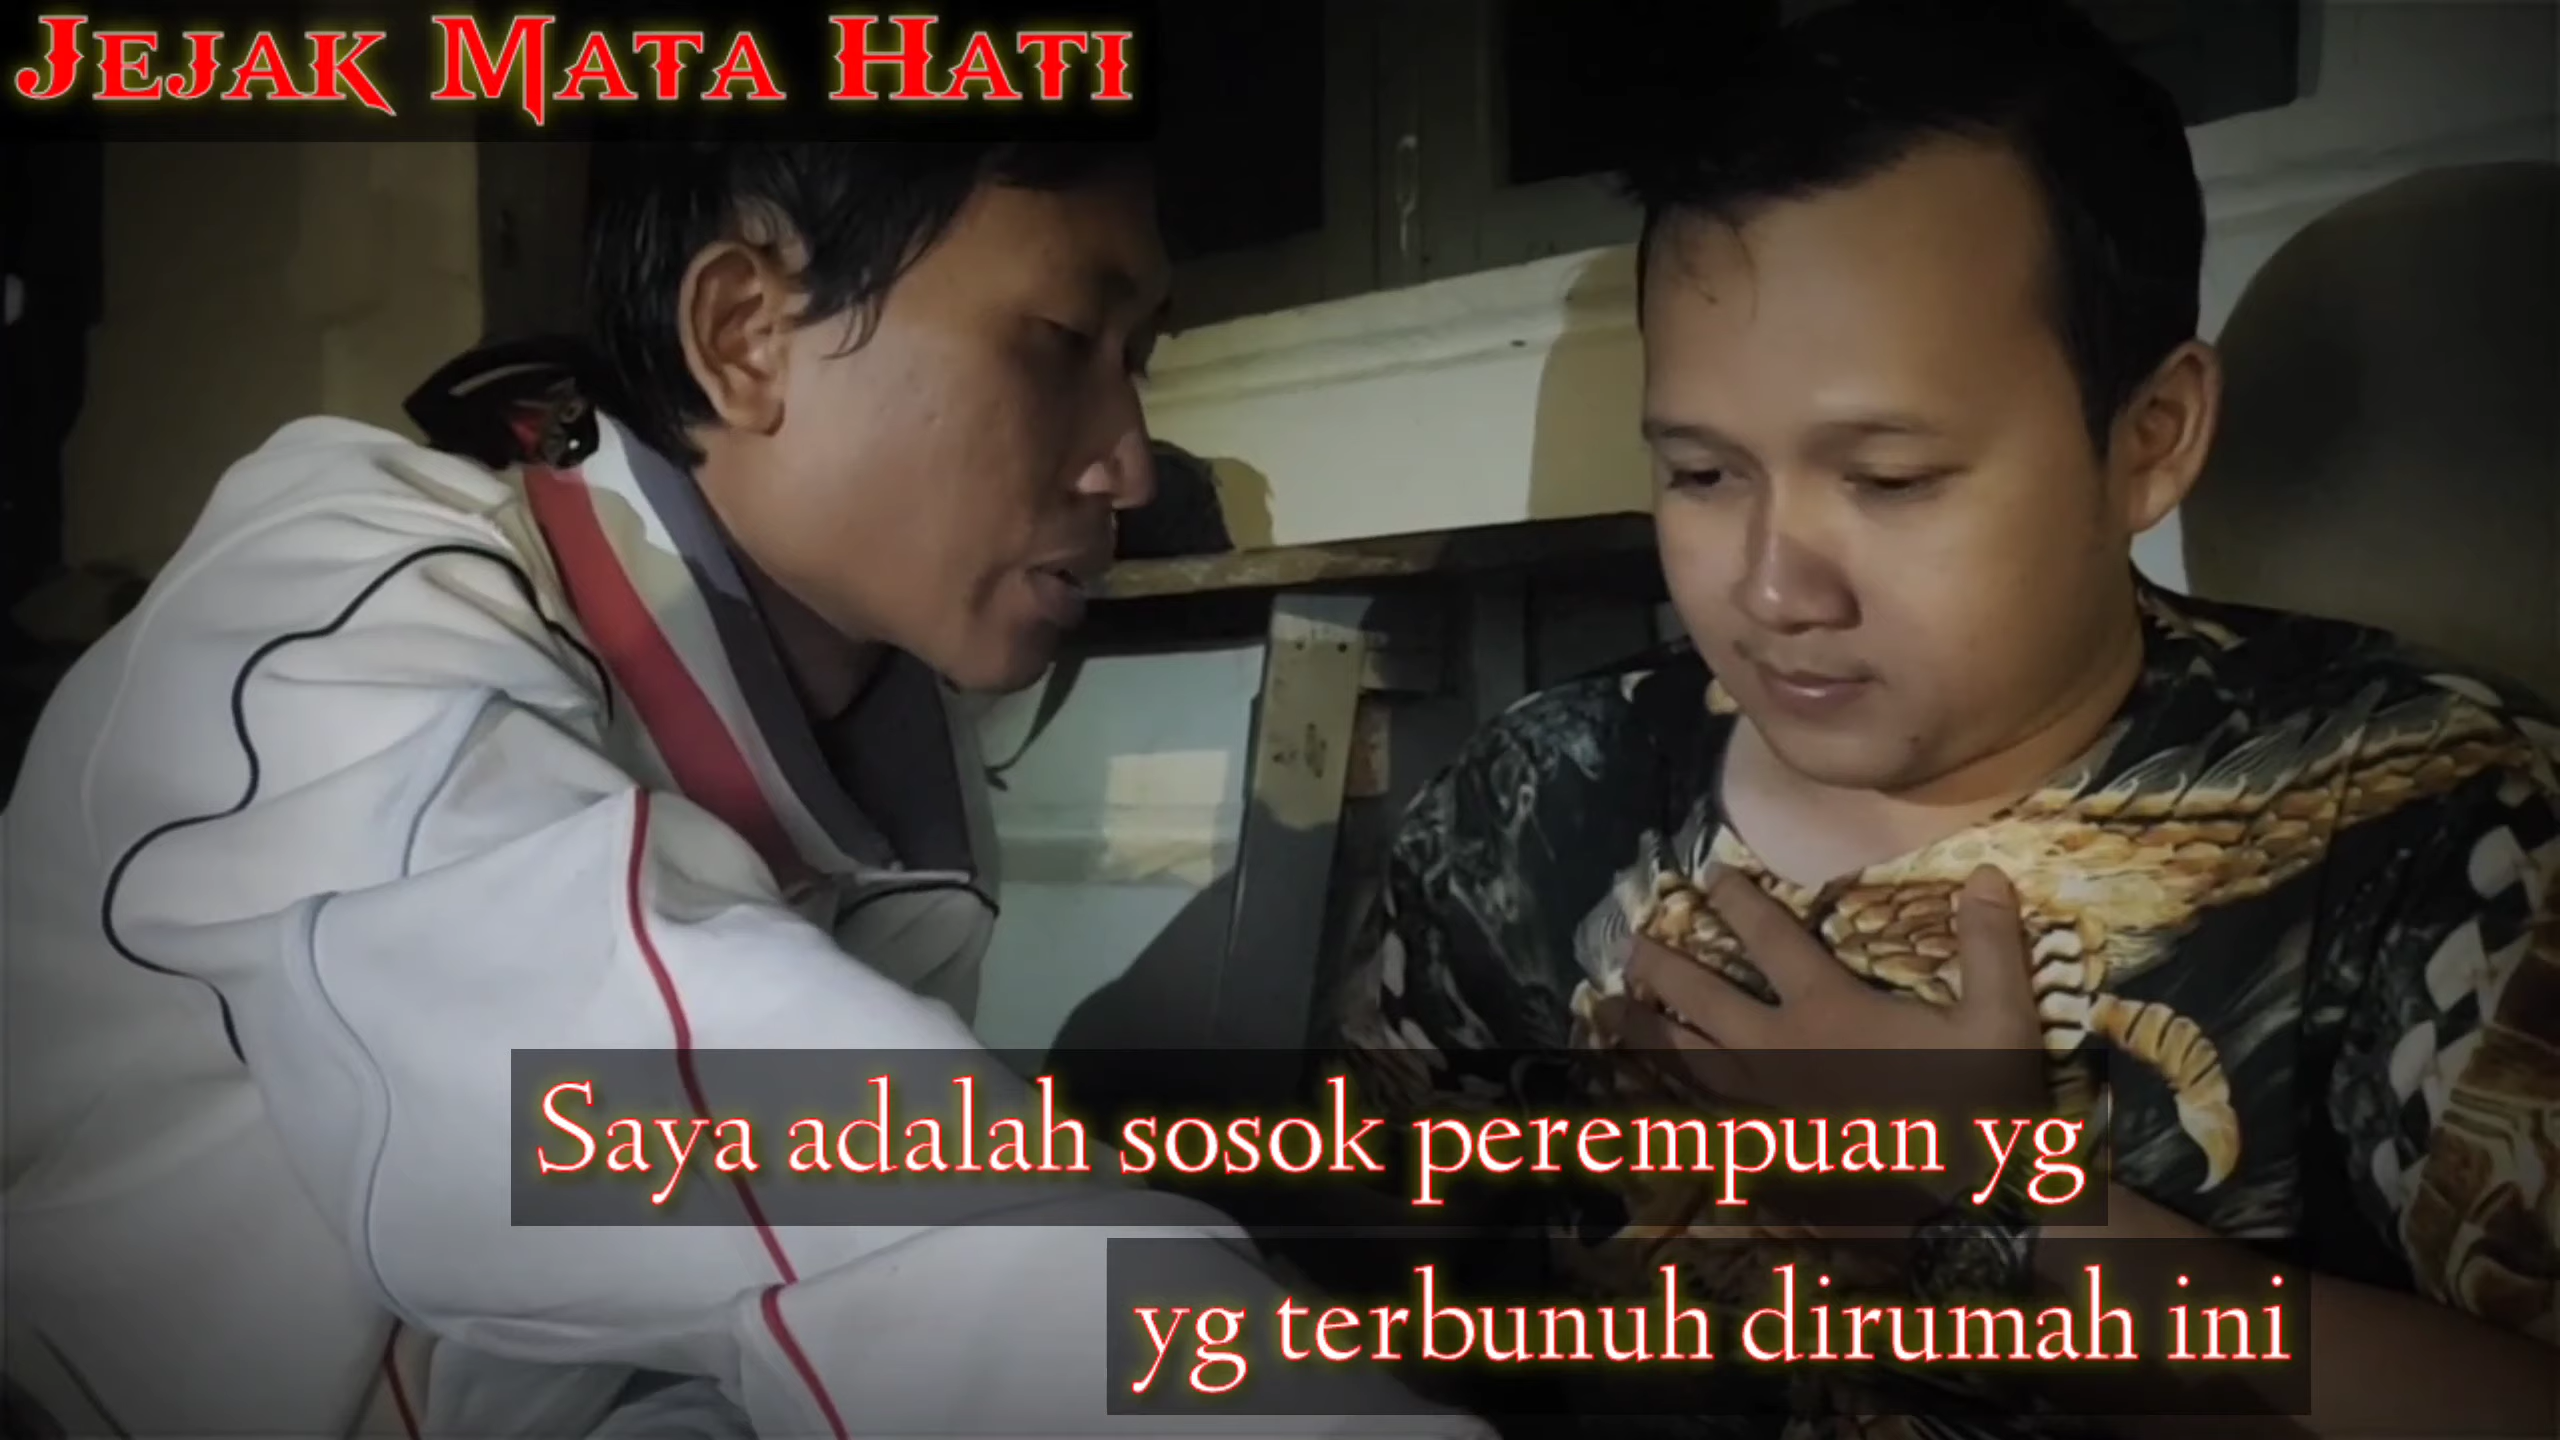 Jejak Mata Hati
Saya adalah sosok perempuan yg
yg terbunuh dirumah ini